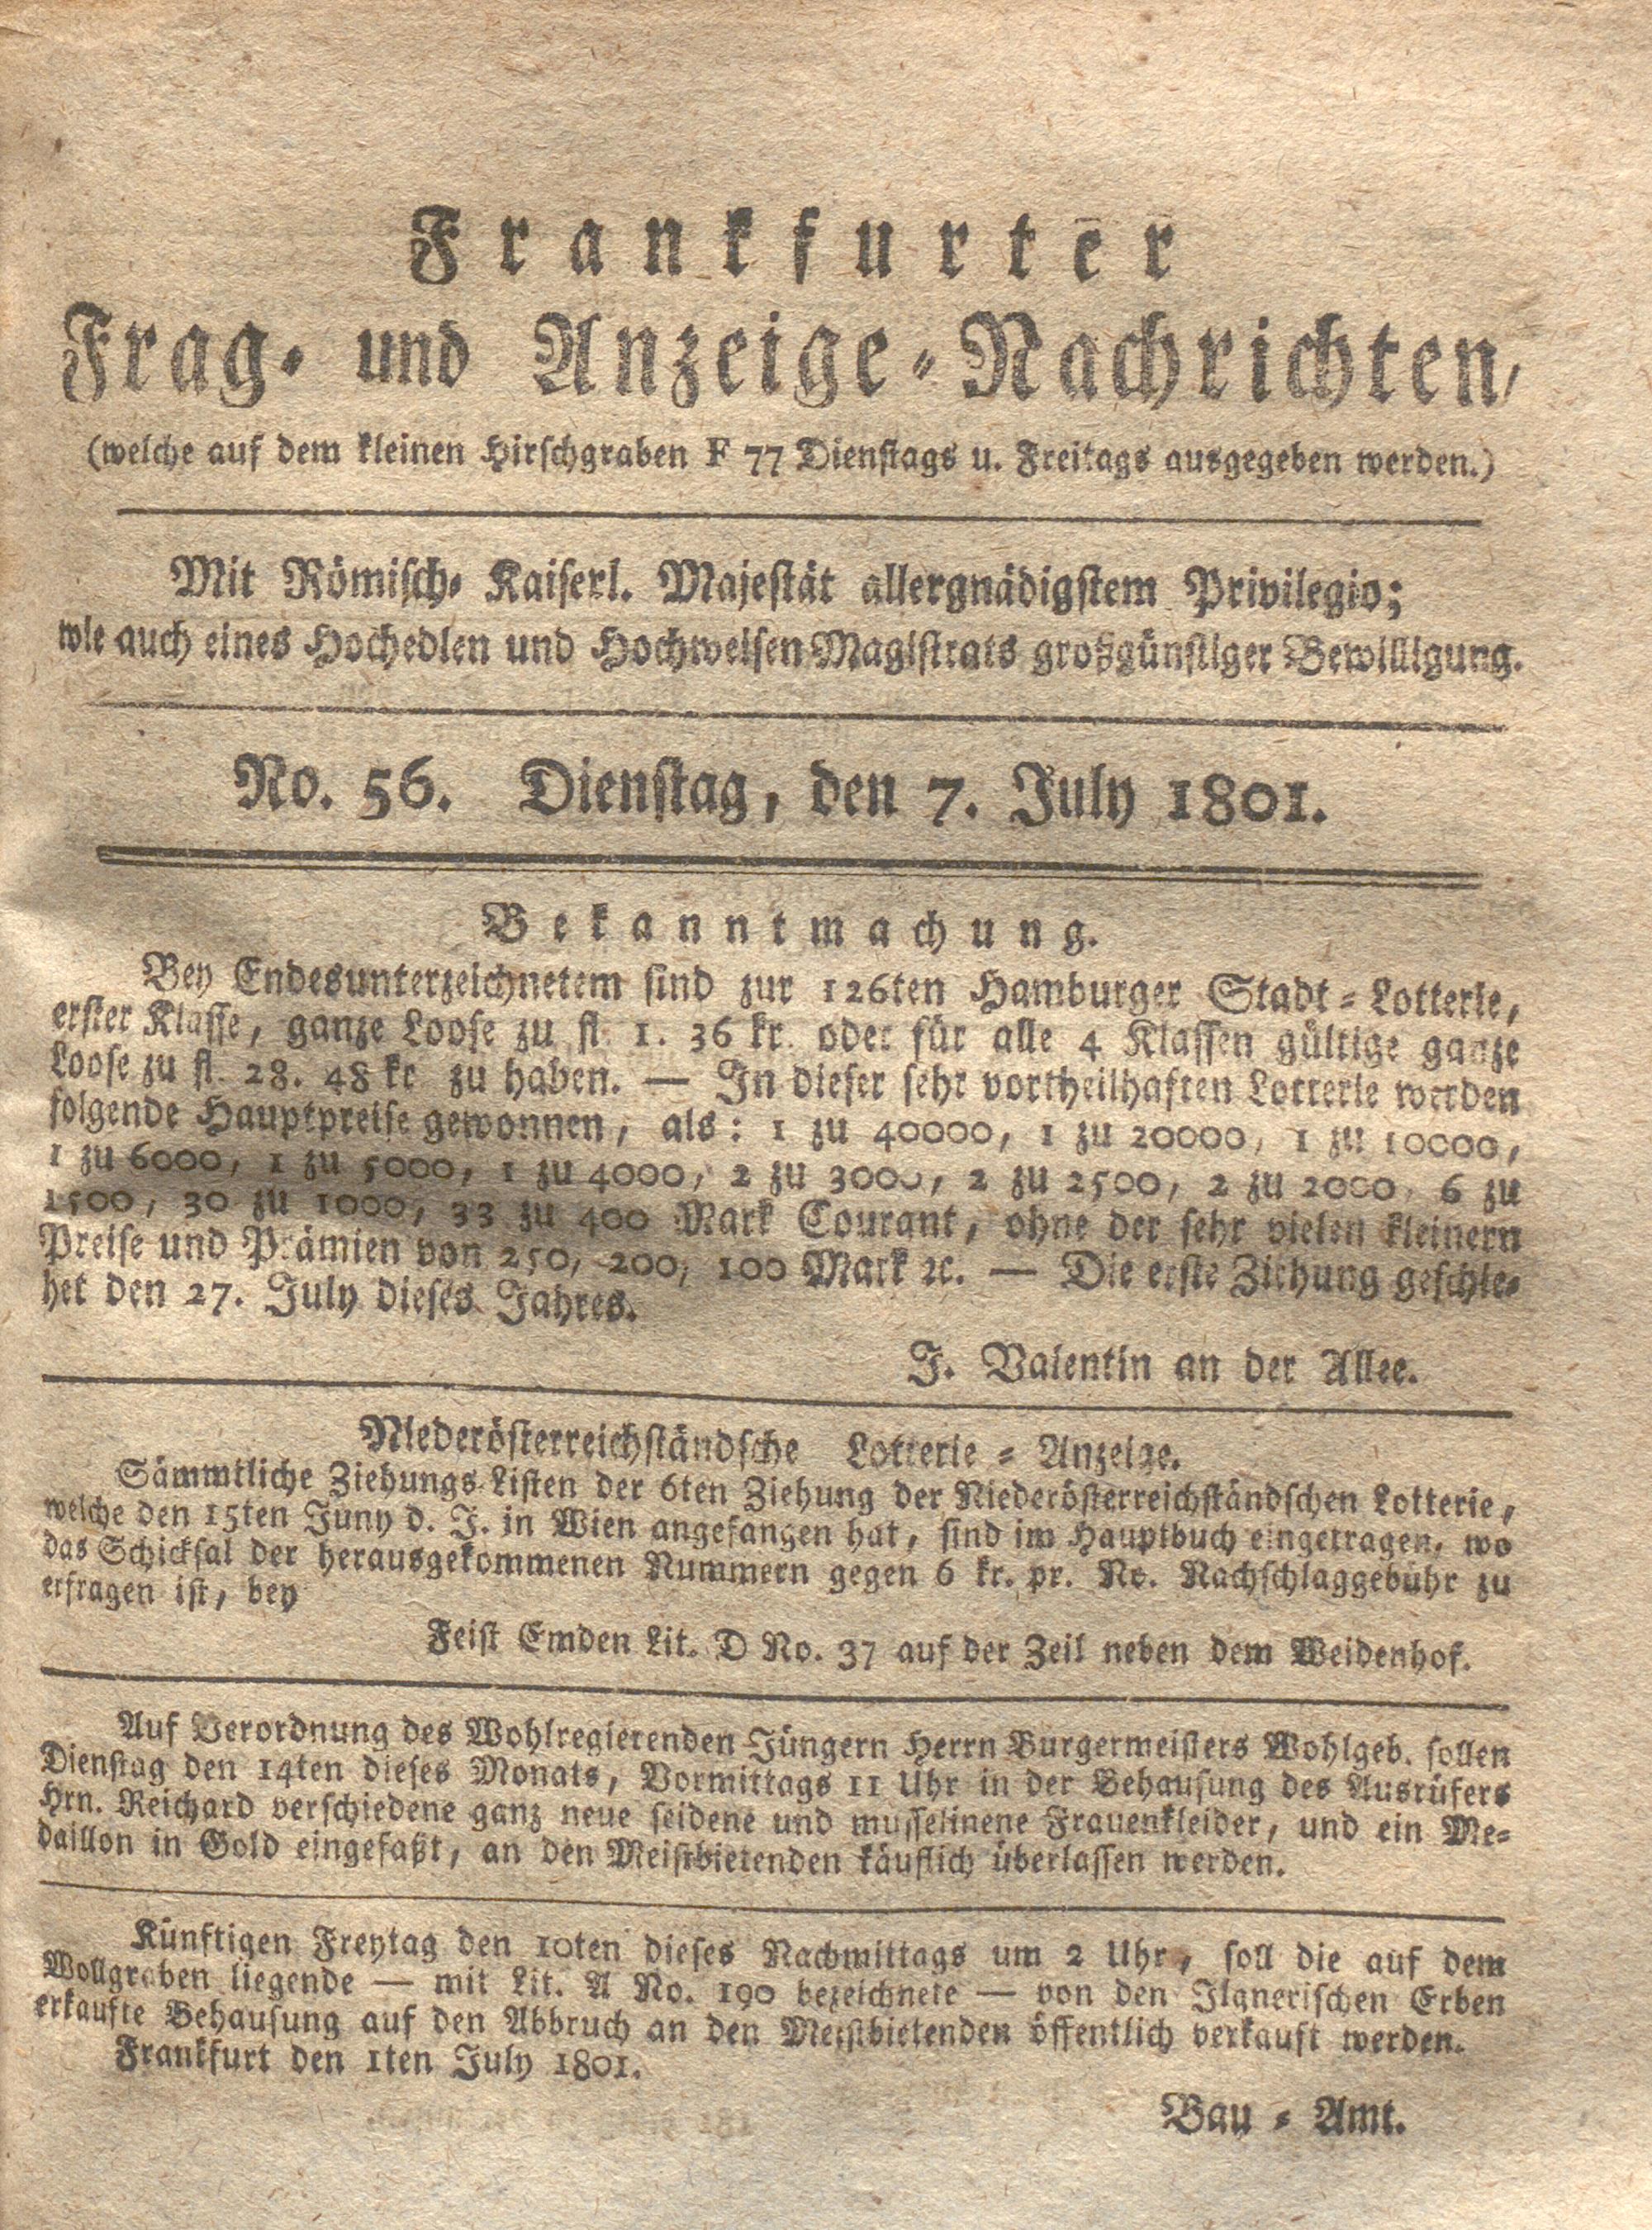 Frankfurter
Frag- und Anzeige-Nachrichten,
(welche auf dem kleinen Hirschgraben F 77 Dienstags u. Freitags ausgegeben werden.)
Mit Römisch- Kaiserl. Majestät allergnädigstem Privilegio;
wie auch eines Hochedlen und Hochweisen Magistrats großgünstiger Bewilligung.
No. 56. Dienstag, den 7. July 1801.
Bekanntmachung.
Bey Endesunterzeichnetem sind zur 126ten Hamburger Stadt-Lotterie,
erster Klasse, ganze Loose zu fl. 1. 36 kr. oder für alle 4 Klassen gültige ganze
Loose zu fl. 28. 48 kr zu haben. — In dieser sehr vortheilhaften Lotterie werden
folgende Hauptpreise gewonnen, als: 1 zu 40000, 1 zu 20000, 1 zu 10000,
1 zu 6000, 1 zu 5000, 1 zu 4000, 2 zu 3000, 2 zu 2500, 2 zu 2000, 6 zu
1500, 30 zu 1000, 33 zu 400 Mark Courant, ohne der sehr vielen kleinern
Preise und Prämien von 250, 200, 100 Mark ꝛc. — Die erste Ziehung geschie-
het den 27. July dieses Jahres.
J. Valentin an der Allee.
Niederösterreichständsche Lotterie-Anzeige.
Sämmtliche Ziehungs-Listen der 6ten Ziehung der Niederösterreichständschen Lotterie,
welche den 15ten Juny d. J. in Wien angefangen hat, sind im Hauptbuch eingetragen, wo
das Schicksal der herausgekommenen Nummern gegen 6 kr. pr. No. Nachschlaggebühr zu
erfragen ist, bey
Feist Emden Lit. D No. 37 auf der Zeil neben dem Weidenhof.
Auf Verordnung des Wohlregierenden Jüngern Herrn Burgermeisters Wohlgeb. sollen
Dienstag den 14ten dieses Monats, Vormittags 11 Uhr in der Behausung des Ausrüfers
Hrn. Reichard verschiedene ganz neue seidene und musselinene Frauenkleider, und ein Me-
daillon in Gold eingefaßt, an den Meistbietenden käuflich überlassen werden.
Künftigen Freytag den 10ten dieses Nachmittags um 2 Uhr, soll die auf dem
Wollgraben liegende — mit Lit. A No. 190 bezeichnete — von den Ilgnerischen Erben
erkaufte Behausung auf den Abbruch an den Meistbietenden öffentlich verkauft werden.
Frankfurt den 1ten July 1801.
Bau-Amt.